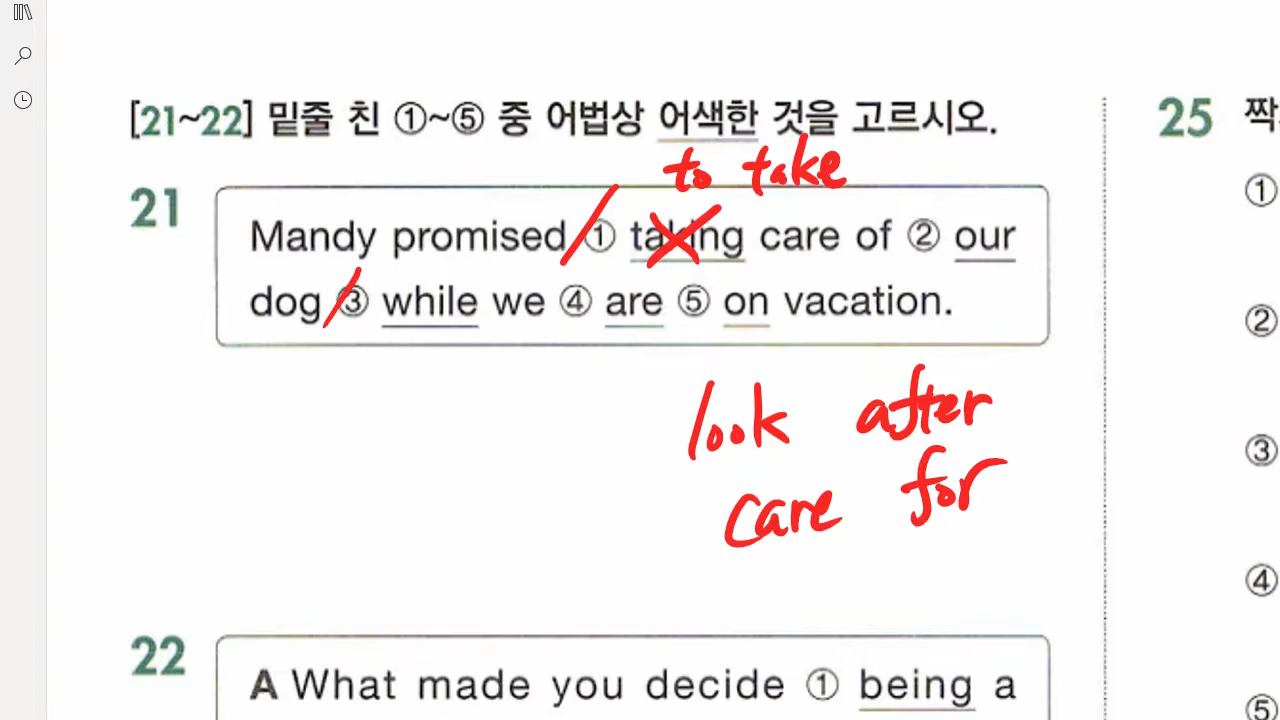 [21~22] 밑줄 친 ①~⑤ 중 어법상 어색한 것을 고르시오.
to take
21 Mandy promised ① taking care of ② our
dog ③ while we ④ are ⑤ on vacation.
look after
care for
22 A What made you decide ① being a
25 짝
①
②
③
④
⑤